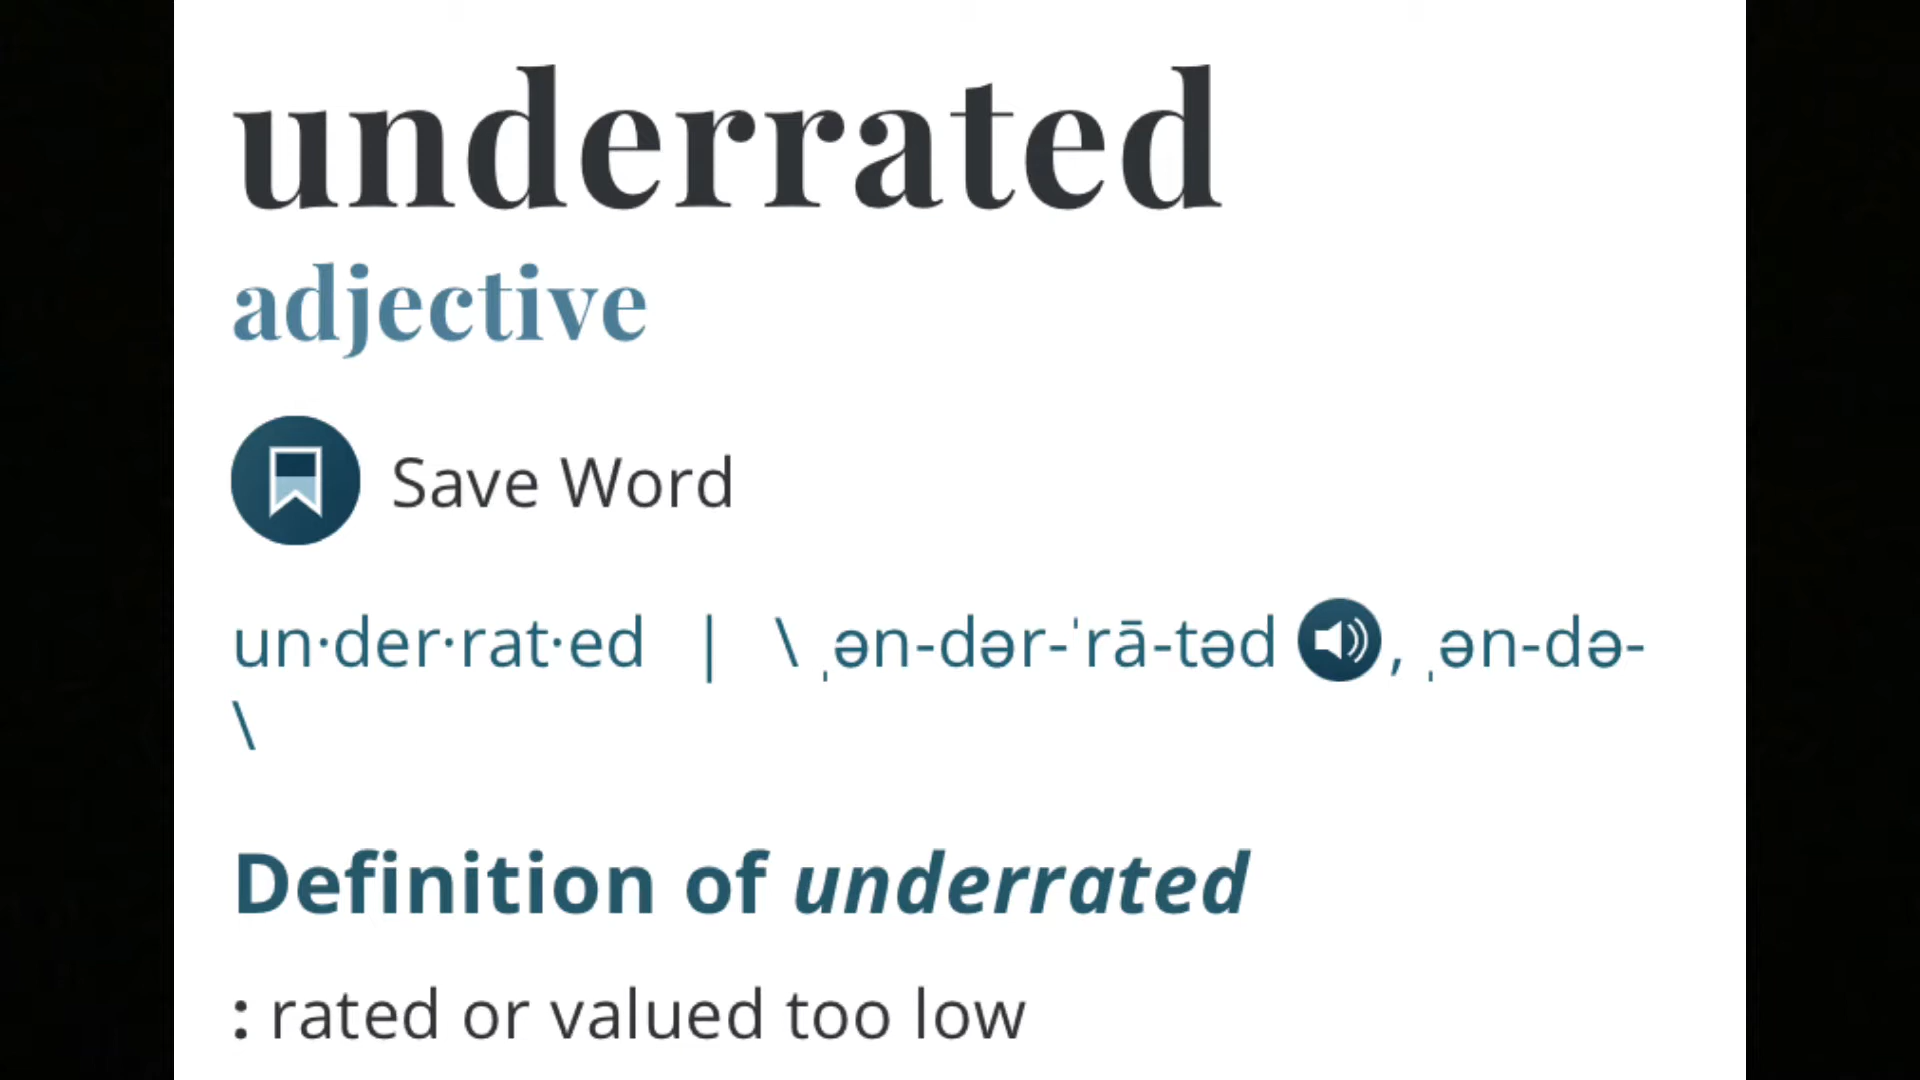 underrated
adjective
Save Word
un·der·rat·ed | \ ˌən-dər-ˈrā-təd , ˌən-də-
\
Definition of underrated
: rated or valued too low